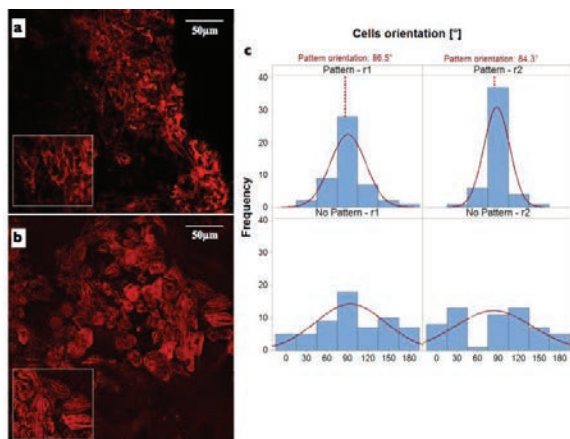 a
50µm
b
50µm
c
Cells orientation [°]
Pattern orientation: 86.5°
Pattern orientation: 84.3°
Pattern - r1
Pattern - r2
40
30
20
10
0
Frequency
No Pattern - r1
No Pattern - r2
40
30
20
10
0
0 30 60 90 120 150 180
0 30 60 90 120 150 180